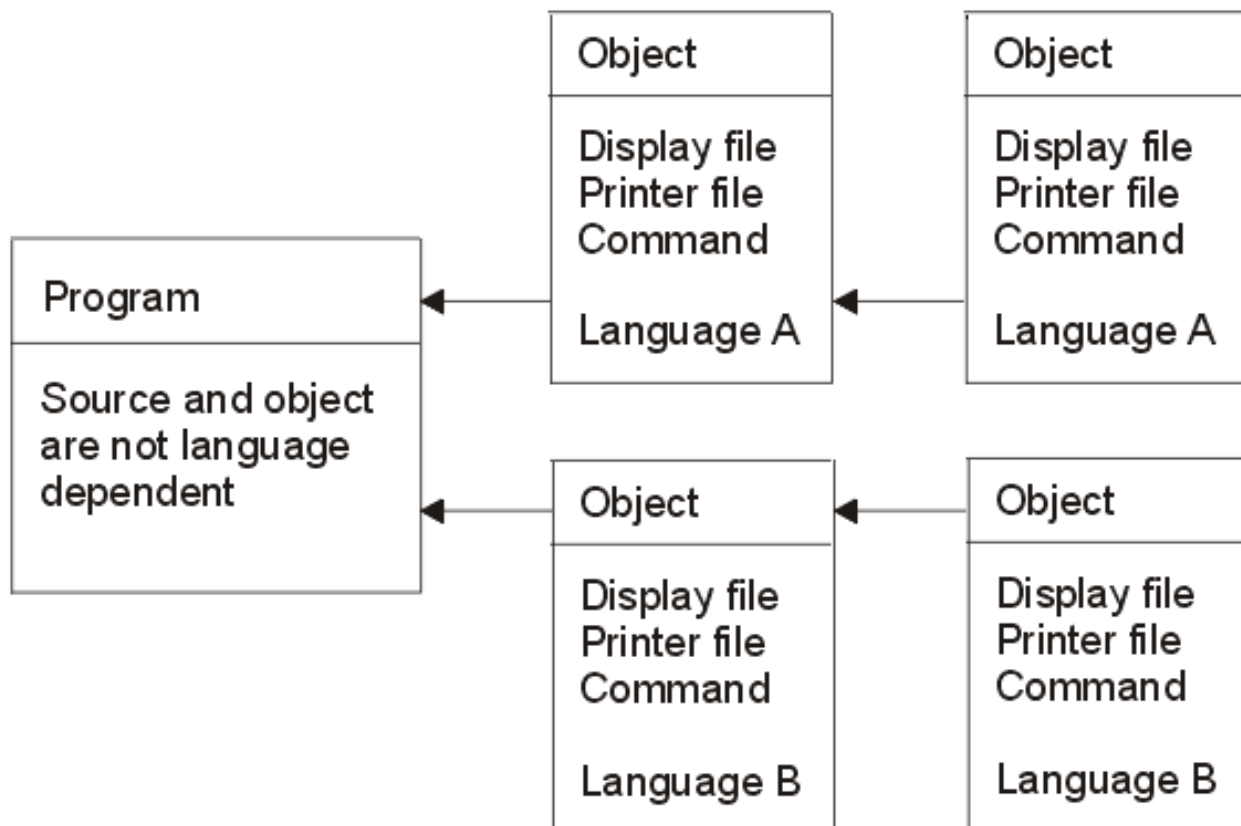 Object
Display file
Printer file
Command
Language A
Object
Display file
Printer file
Command
Language A
Program
Source and object
are not language
dependent
Object
Display file
Printer file
Command
Language B
Object
Display file
Printer file
Command
Language B